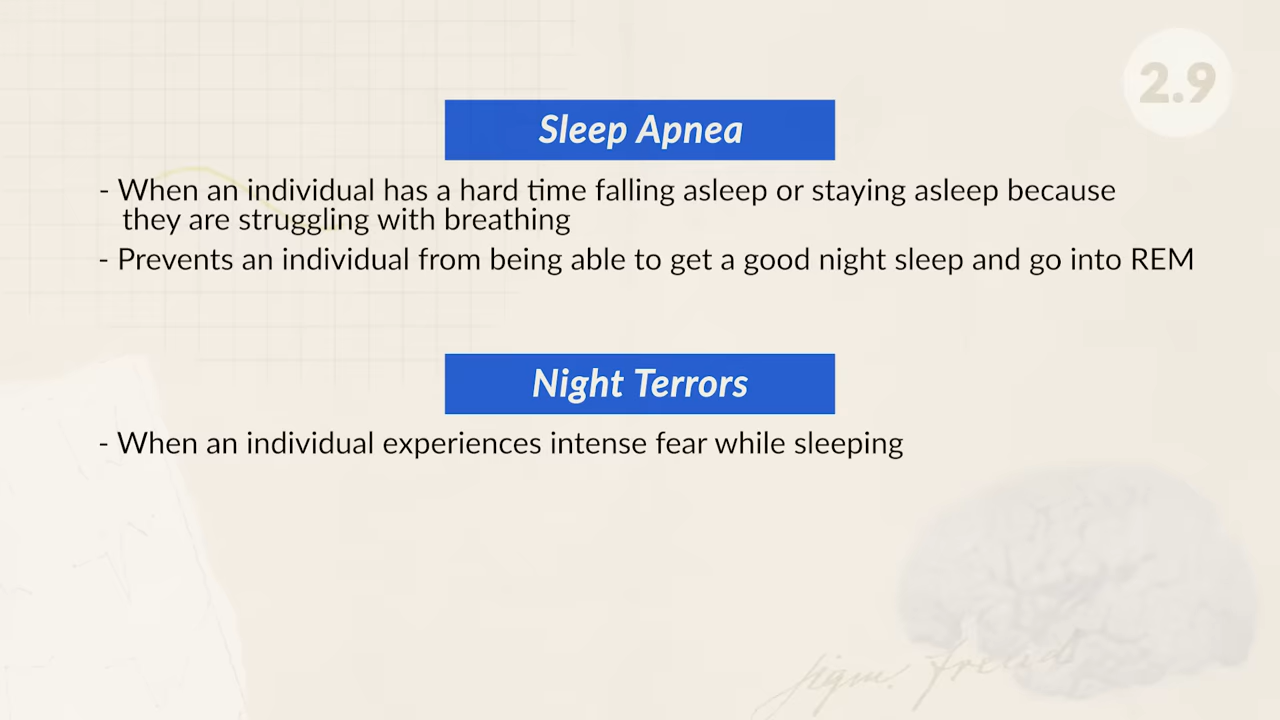 2.9
Sleep Apnea
- When an individual has a hard time falling asleep or staying asleep because
they are struggling with breathing
- Prevents an individual from being able to get a good night sleep and go into REM
Night Terrors
- When an individual experiences intense fear while sleeping
sigm. freud